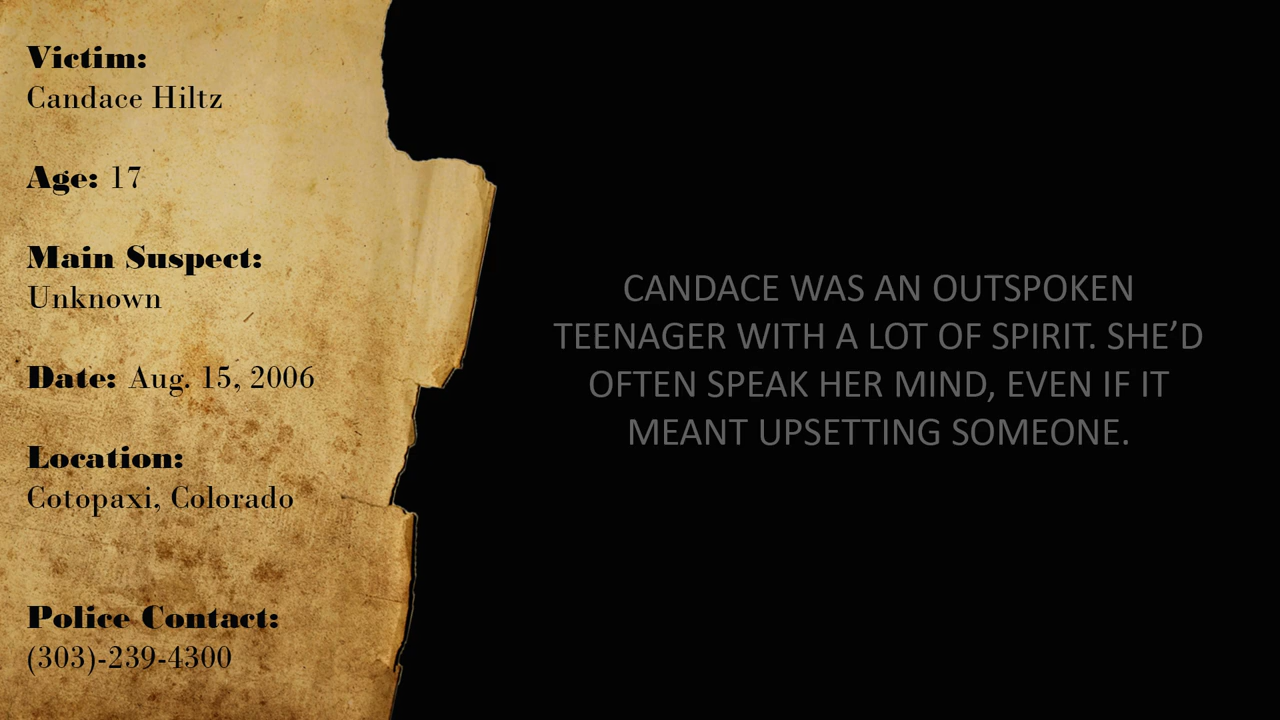 Victim:
Candace Hiltz
Age: 17
Main Suspect:
Unknown
Date: Aug. 15, 2006
Location:
Cotopaxi, Colorado
Police Contact:
(303)-239-4300
CANDACE WAS AN OUTSPOKEN
TEENAGER WITH A LOT OF SPIRIT. SHE’D
OFTEN SPEAK HER MIND, EVEN IF IT
MEANT UPSETTING SOMEONE.